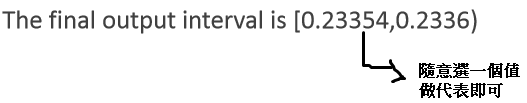 The final output interval is [0.23354,0.2336)
隨意選一個值
做代表即可